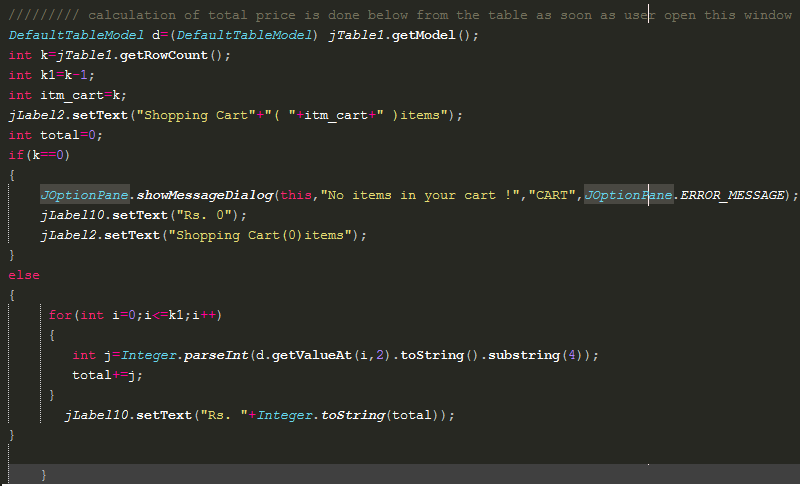 ///////// calculation of total price is done below from the table as soon as user open this window
DefaultTableModel d=(DefaultTableModel) jTable1.getModel();
int k=jTable1.getRowCount();
int k1=k-1;
int itm_cart=k;
jLabel2.setText("Shopping Cart"+"( "+itm_cart+" )items");
int total=0;
if(k==0)
{
JOptionPane.showMessageDialog(this,"No items in your cart !","CART",JOptionPane.ERROR_MESSAGE);
jLabel10.setText("Rs. 0");
jLabel2.setText("Shopping Cart(0)items");
}
else
{
for(int i=0;i<=k1;i++)
{
int j=Integer.parseInt(d.getValueAt(i,2).toString().substring(4));
total+=j;
}
jLabel10.setText("Rs. "+Integer.toString(total));
}
}